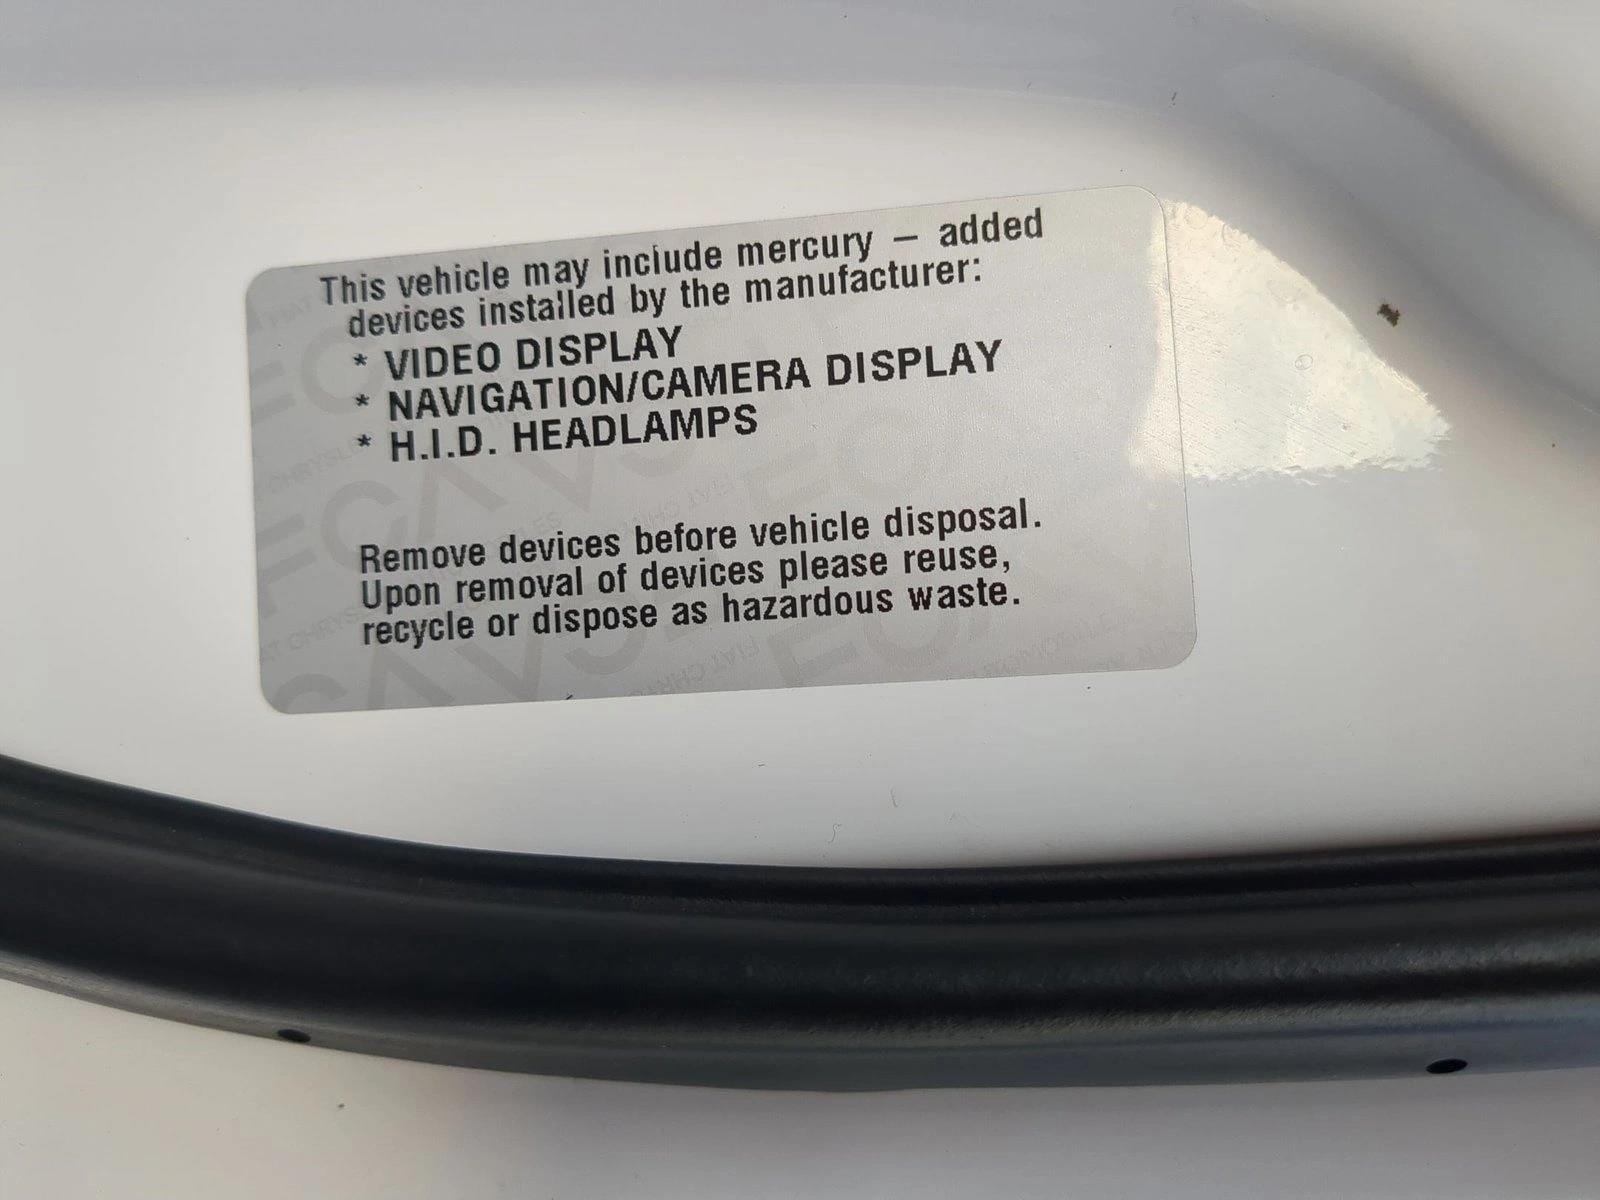 This vehicle may include mercury – added
devices installed by the manufacturer:
* VIDEO DISPLAY
* NAVIGATION/CAMERA DISPLAY
* H.I.D. HEADLAMPS
Remove devices before vehicle disposal.
Upon removal of devices please reuse,
recycle or dispose as hazardous waste.